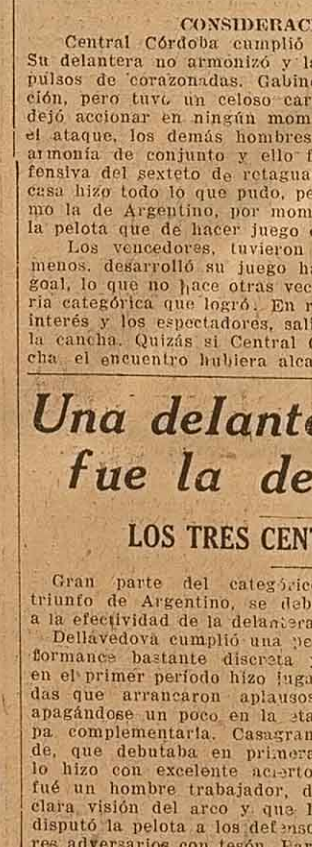 CONSIDERAC
Central Córdoba cumplió
Su delantera no armonizó y l
pulsos de corazonadas. Gabin
ción, pero tuvo un celoso car
dejó accionar en ningún mom
el ataque, los demás hombres
armonía de conjunto y ello f
fensiva del sexteto de retagua
casa hizo todo lo que pudo, pe
mo la de Argentino, por mom
la pelota que de hacer juego
Los vencedores, tuvieron
menos, desarrolló su juego h
goal, lo que no hace otras vec
ria categórica que logró. En r
interés y los espectadores, sali
la cancha. Quizás si Central C
cha el encuentro hubiera alca
Una delant
fue la de
LOS TRES CENT
Gran parte del categórico
triunfo de Argentino, se deb
a la efectividad de la delantera
Dellavedova cumplió una pe
formance bastante discreta y
en el primer período hizo juga
das que arrancaron aplausos
apagándose un poco en la eta
pa complementaria. Casagran
de, que debutaba en primera
lo hizo con excelente acierto
fué un hombre trabajador, d
clara visión del arco y que l
disputó la pelota a los defenso
res adversarios con tesón.